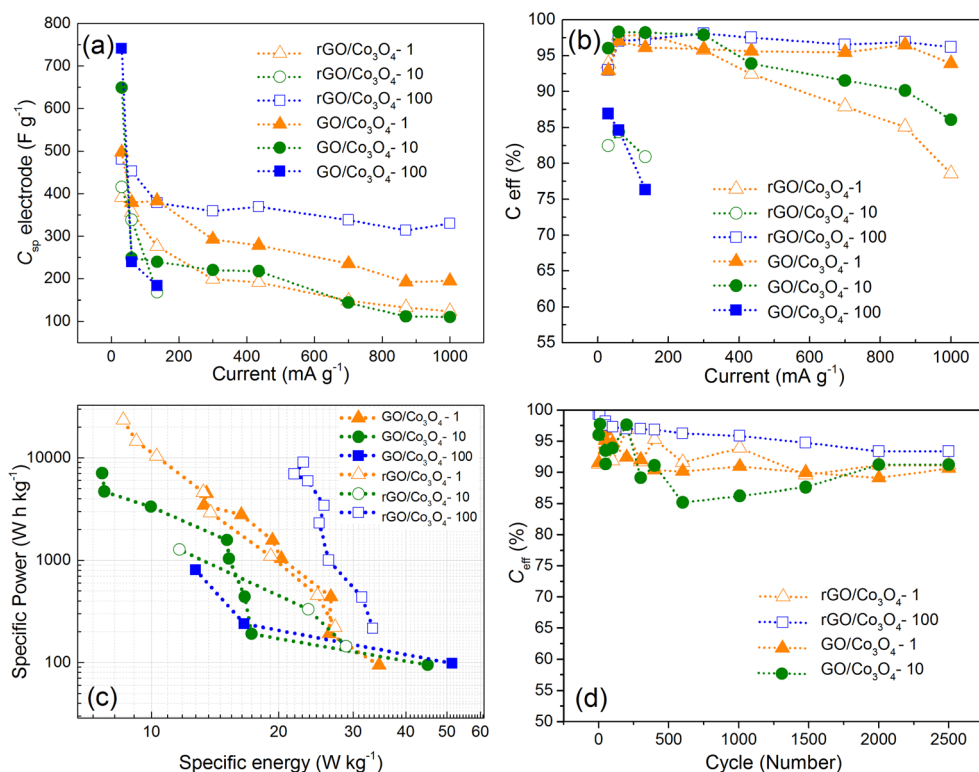 800
700
600
500
400
300
200
100
C_sp electrode (F g⁻¹)
(a)
rGO/Co₃O₄- 1
rGO/Co₃O₄- 10
rGO/Co₃O₄- 100
GO/Co₃O₄- 1
GO/Co₃O₄- 10
GO/Co₃O₄- 100
0 200 400 600 800 1000
Current (mA g⁻¹)
100
95
90
85
80
75
70
65
60
55
C eff (%)
(b)
rGO/Co₃O₄-1
rGO/Co₃O₄- 10
rGO/Co₃O₄- 100
GO/Co₃O₄- 1
GO/Co₃O₄- 10
GO/Co₃O₄- 100
0 200 400 600 800 1000
Current (mA g⁻¹)
10000
1000
100
Specific Power (W h kg⁻¹)
(c)
GO/Co₃O₄- 1
GO/Co₃O₄- 10
GO/Co₃O₄- 100
rGO/Co₃O₄- 1
rGO/Co₃O₄- 10
rGO/Co₃O₄- 100
10 20 30 40 50 60
Specific energy (W kg⁻¹)
100
95
90
85
80
75
70
65
60
55
50
C_eff (%)
(d)
rGO/Co₃O₄- 1
rGO/Co₃O₄- 100
GO/Co₃O₄- 1
GO/Co₃O₄- 10
0 500 1000 1500 2000 2500
Cycle (Number)